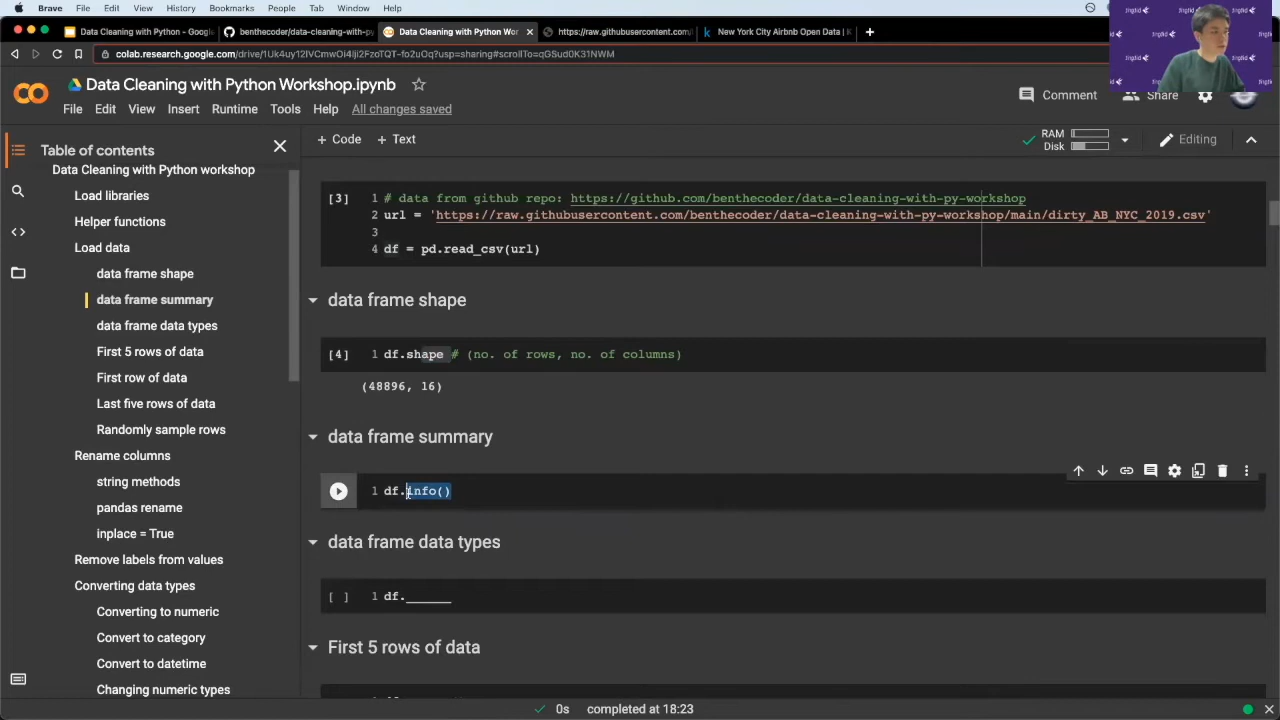 Brave File Edit View History Bookmarks People Tab Window Help
Data Cleaning with Python - Google
benthecoder/data-cleaning-with-py
Data Cleaning with Python Wor
https://raw.githubusercontent.com/
New York City Airbnb Open Data | K
colab.research.google.com/drive/1Uk4uy12IVCmwOi4Iji2FzoTQT-fo2uOq?usp=sharing#scrollTo=qGSud0k31NWM
Data Cleaning with Python Workshop.ipynb
File Edit View Insert Runtime Tools Help All changes saved
Comment Share
+ Code + Text
RAM
Disk
Editing
Table of contents
Data Cleaning with Python workshop
Load libraries
Helper functions
Load data
data frame shape
data frame summary
data frame data types
First 5 rows of data
First row of data
Last five rows of data
Randomly sample rows
Rename columns
string methods
pandas rename
inplace = True
Remove labels from values
Converting data types
Converting to numeric
Convert to category
Convert to datetime
Changing numeric types
[3] 1 # data from github repo: https://github.com/benthecoder/data-cleaning-with-py-workshop
2 url = 'https://raw.githubusercontent.com/benthecoder/data-cleaning-with-py-workshop/main/dirty_AB_NYC_2019.csv'
3
4 df = pd.read_csv(url)
data frame shape
[4] 1 df.shape # (no. of rows, no. of columns)
(48896, 16)
data frame summary
1 df.info()
data frame data types
[ ] 1 df.______
First 5 rows of data
0s completed at 18:23